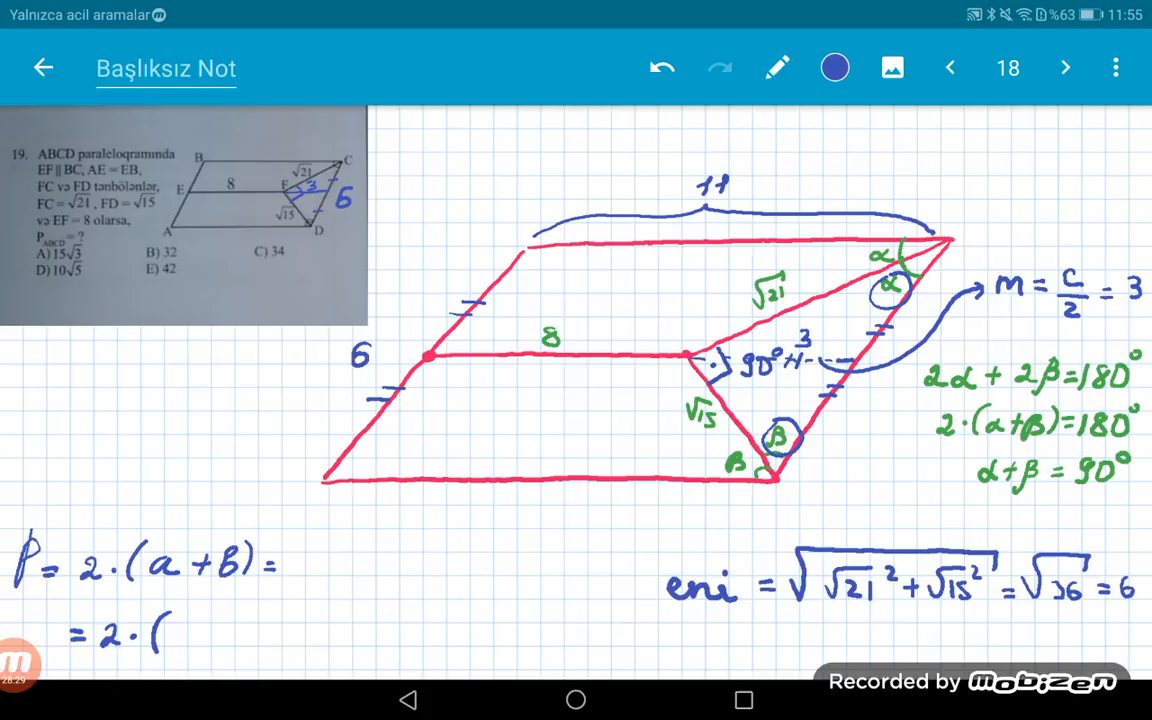 Yalnızca acil aramalar
%63 11:55
Başlıksız Not
18
19. ABCD paraleloqramında
EF||BC, AE = EB,
FC və FD tənbölənlər,
FC = √21, FD = √15
və EF = 8 olarsa,
P_ABCD = ?
A) 15√3 B) 32 C) 34
D) 10√5 E) 42
B
C
√21
E
8
F
3
6
√15
A
D
11
α
α
√21
m = c/2 = 3
6
8
90°
3
√15
β
β
2α + 2β = 180°
2·(α+β) = 180°
α+β = 90°
P = 2·(a+b) =
= 2·(
eni = √(√21² + √15²) = √36 = 6
28:29
Recorded by mobizen